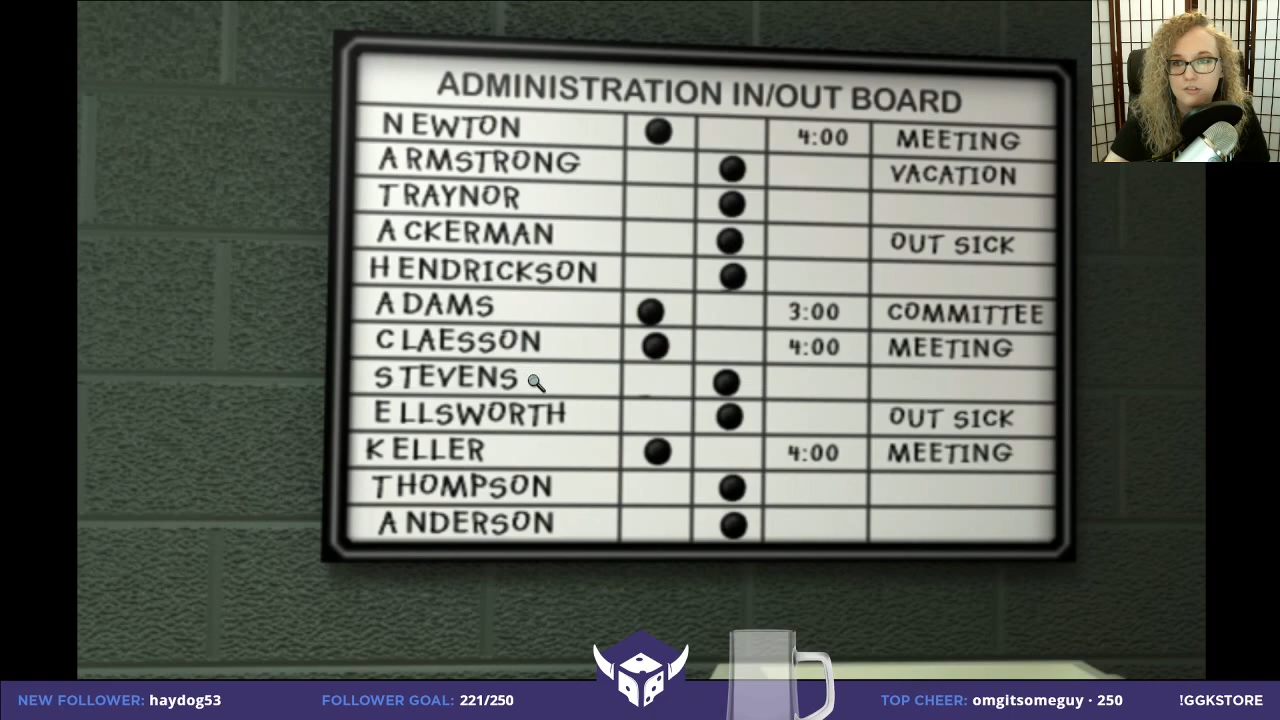 ADMINISTRATION IN/OUT BOARD
NEWTON 4:00 MEETING
ARMSTRONG VACATION
TRAYNOR
ACKERMAN OUT SICK
HENDRICKSON
ADAMS 3:00 COMMITTEE
CLAESSON 4:00 MEETING
STEVENS
ELLSWORTH OUT SICK
KELLER 4:00 MEETING
THOMPSON
ANDERSON
NEW FOLLOWER: haydog53 FOLLOWER GOAL: 221/250 TOP CHEER: omgitsomeguy · 250 !GGKSTORE